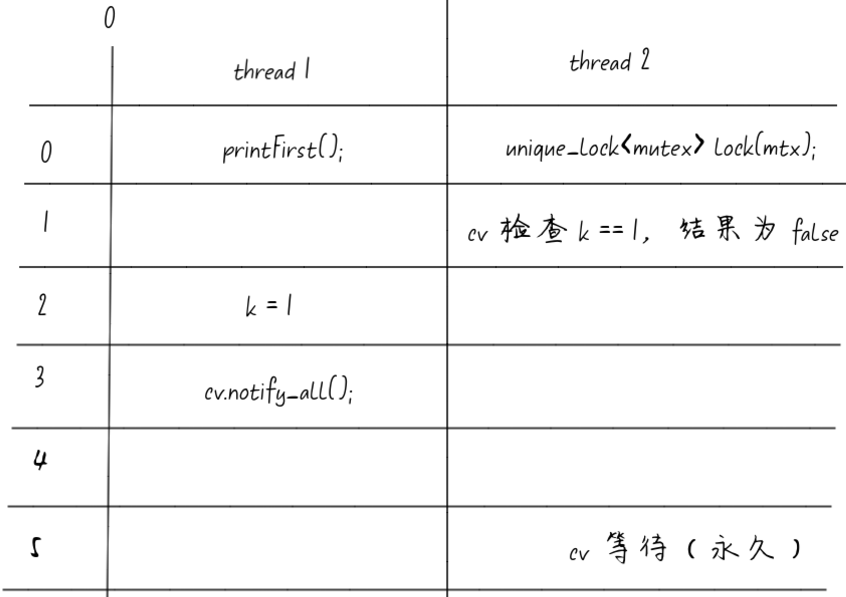 0
thread 1 thread 2
0 printFirst(); unique_lock<mutex> lock(mtx);
1 cv 检查 k == 1, 结果为 false
2 k = 1
3 cv.notify_all();
4
5 cv 等待 ( 永久 )